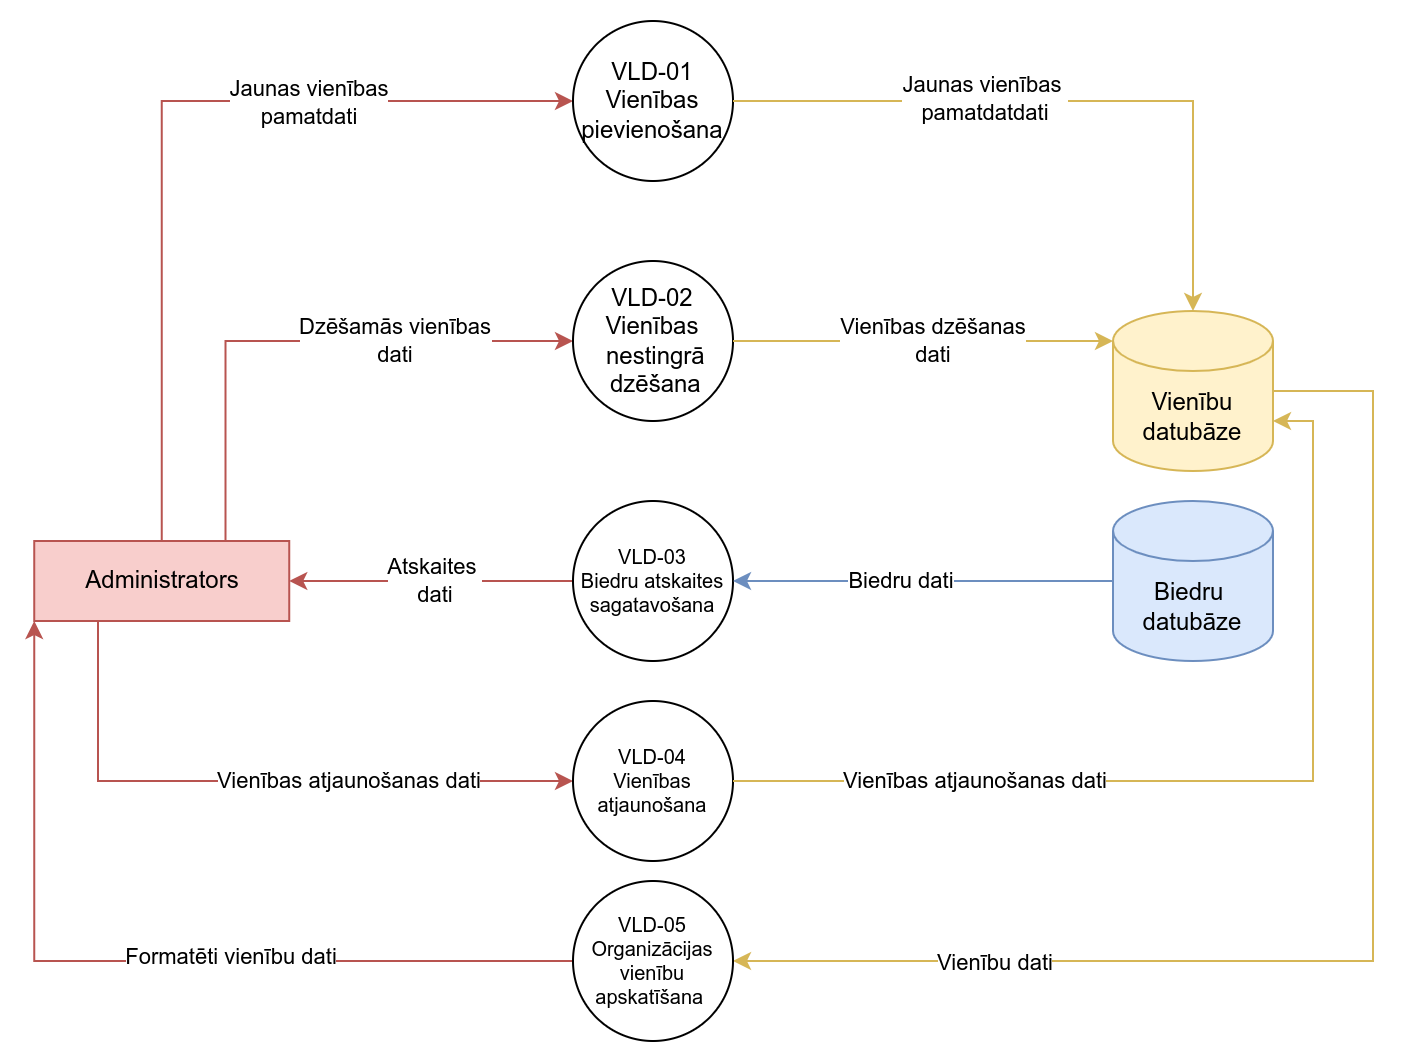 Jaunas vienības
pamatdati
VLD-01
Vienības
pievienošana
Jaunas vienības
pamatdatdati
Dzēšamās vienības
dati
VLD-02
Vienības
nestingrā
dzēšana
Vienības dzēšanas
dati
Vienību
datubāze
Administrators
Atskaites
dati
VLD-03
Biedru atskaites
sagatavošana
Biedru dati
Biedru
datubāze
Vienības atjaunošanas dati
VLD-04
Vienības
atjaunošana
Vienības atjaunošanas dati
Formatēti vienību dati
VLD-05
Organizācijas
vienību
apskatīšana
Vienību dati